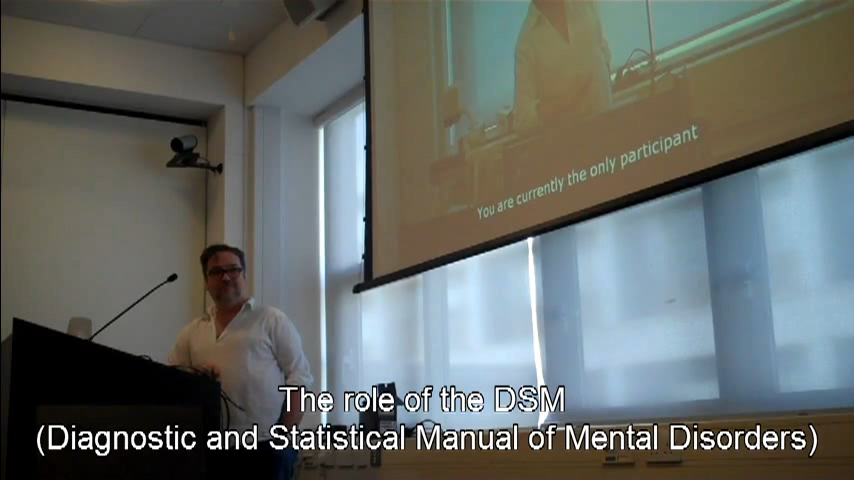 You are currently the only participant
The role of the DSM
(Diagnostic and Statistical Manual of Mental Disorders)